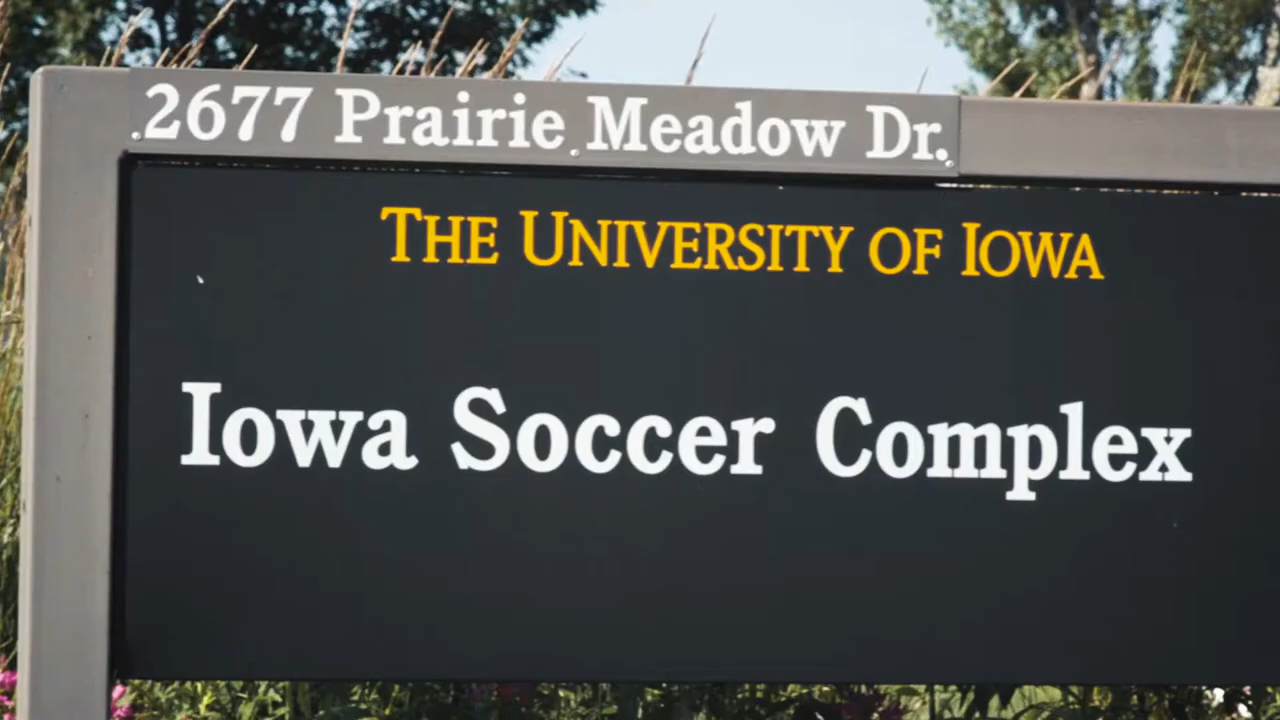 2677 Prairie Meadow Dr.
THE UNIVERSITY OF IOWA
Iowa Soccer Complex